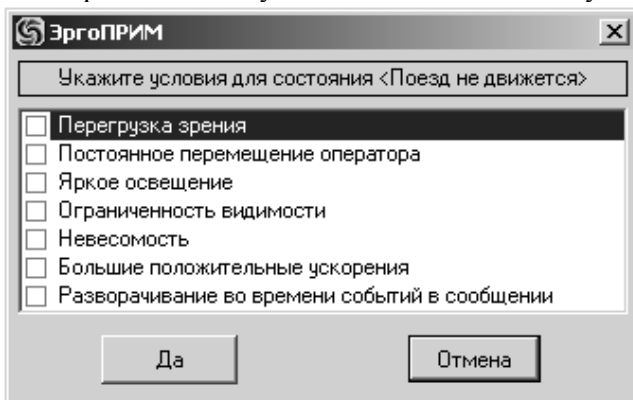 ЭргоПРИМ
Укажите условия для состояния <Поезд не движется>
Перегрузка зрения
Постоянное перемещение оператора
Яркое освещение
Ограниченность видимости
Невесомость
Большие положительные ускорения
Разворачивание во времени событий в сообщении
Да Отмена